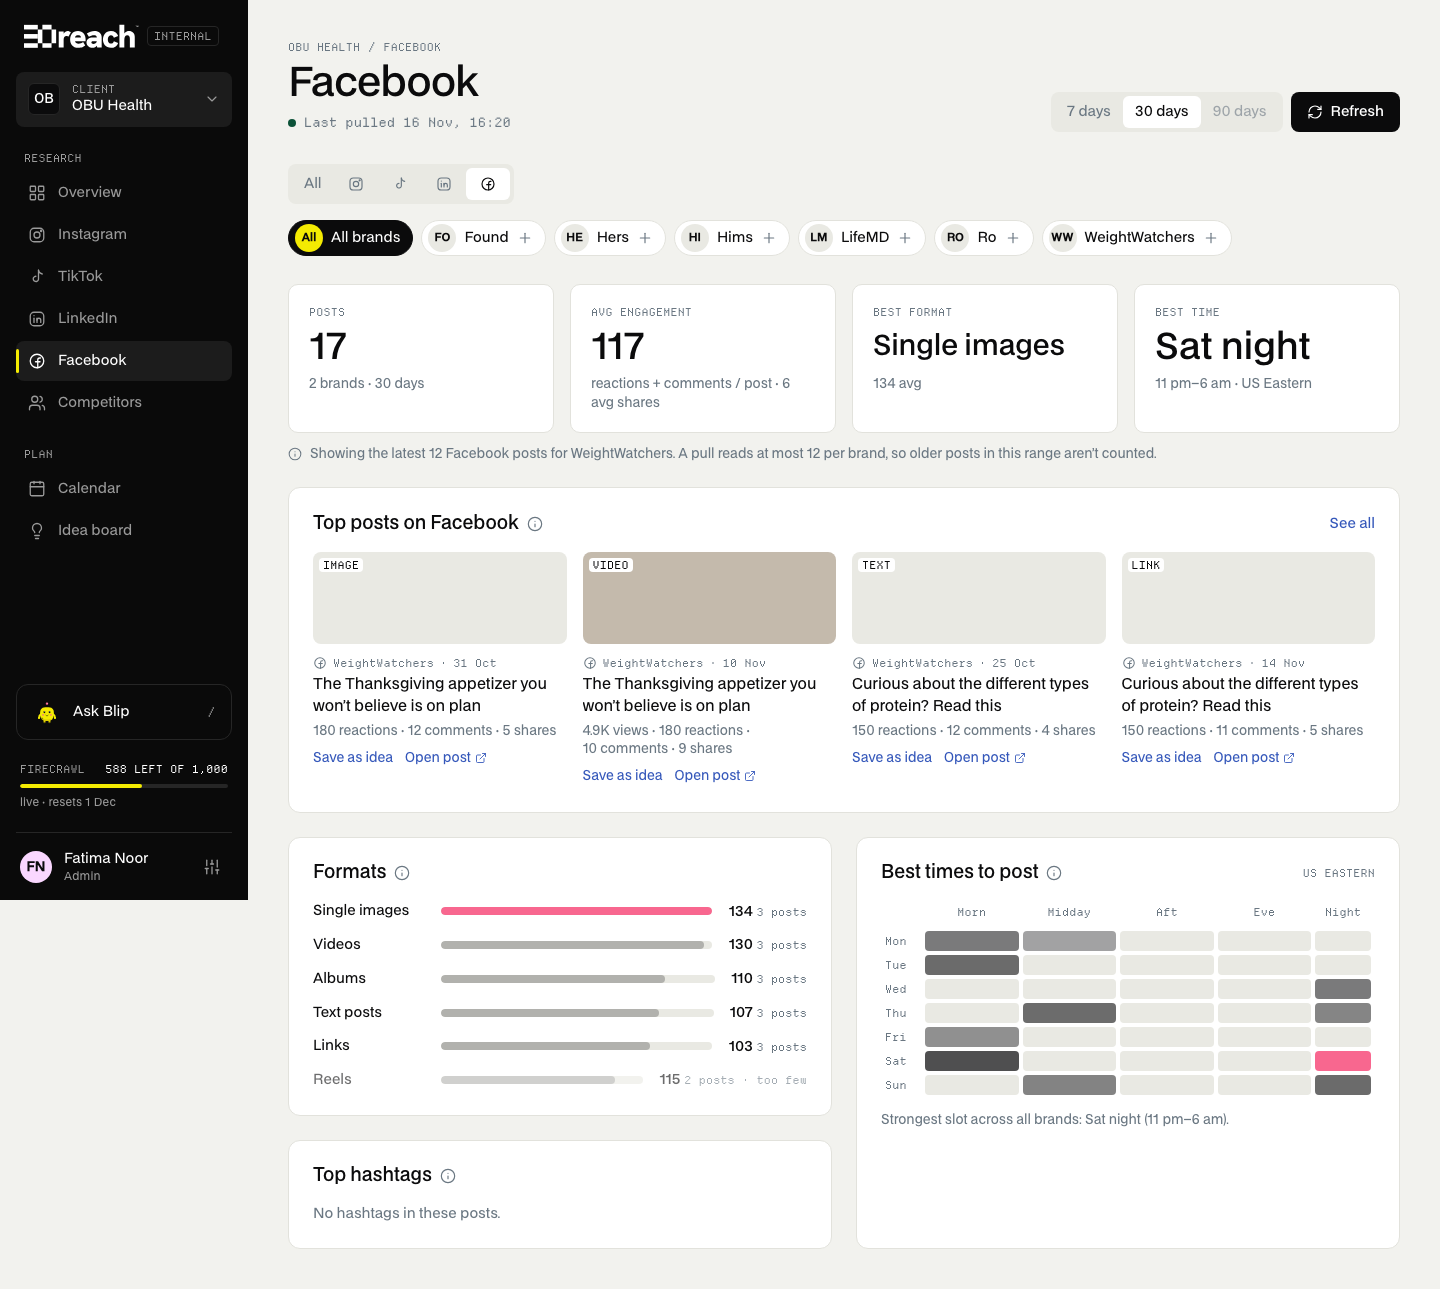 reach INTERNAL
OB CLIENT
OBU Health
RESEARCH
Overview
Instagram
TikTok
LinkedIn
Facebook
Competitors
PLAN
Calendar
Idea board
Ask Blip /
FIRECRAWL 588 LEFT OF 1,000
live · resets 1 Dec
FN Fatima Noor
Admin
OBU HEALTH / FACEBOOK
Facebook
Last pulled 16 Nov, 16:20
7 days 30 days 90 days Refresh
All
All All brands FO Found HE Hers HI Hims LM LifeMD RO Ro WW WeightWatchers
POSTS
17
2 brands · 30 days
AVG ENGAGEMENT
117
reactions + comments / post · 6
avg shares
BEST FORMAT
Single images
134 avg
BEST TIME
Sat night
11 pm–6 am · US Eastern
Showing the latest 12 Facebook posts for WeightWatchers. A pull reads at most 12 per brand, so older posts in this range aren't counted.
Top posts on Facebook See all
IMAGE
WeightWatchers · 31 Oct
The Thanksgiving appetizer you
won't believe is on plan
180 reactions · 12 comments · 5 shares
Save as idea Open post
VIDEO
WeightWatchers · 10 Nov
The Thanksgiving appetizer you
won't believe is on plan
4.9K views · 180 reactions ·
10 comments · 9 shares
Save as idea Open post
TEXT
WeightWatchers · 25 Oct
Curious about the different types
of protein? Read this
150 reactions · 12 comments · 4 shares
Save as idea Open post
LINK
WeightWatchers · 14 Nov
Curious about the different types
of protein? Read this
150 reactions · 11 comments · 5 shares
Save as idea Open post
Formats
Single images 134 3 posts
Videos 130 3 posts
Albums 110 3 posts
Text posts 107 3 posts
Links 103 3 posts
Reels 115 2 posts · too few
Top hashtags
No hashtags in these posts.
Best times to post US EASTERN
Morn Midday Aft Eve Night
Mon
Tue
Wed
Thu
Fri
Sat
Sun
Strongest slot across all brands: Sat night (11 pm–6 am).